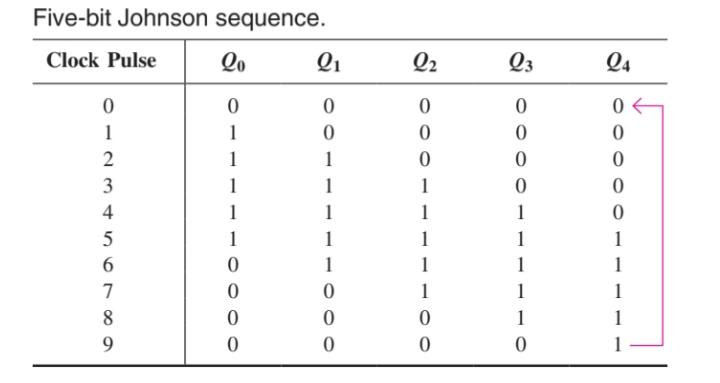 Five-bit Johnson sequence.
Clock Pulse Q0 Q1 Q2 Q3 Q4
0 0 0 0 0 0
1 1 0 0 0 0
2 1 1 0 0 0
3 1 1 1 0 0
4 1 1 1 1 0
5 1 1 1 1 1
6 0 1 1 1 1
7 0 0 1 1 1
8 0 0 0 1 1
9 0 0 0 0 1